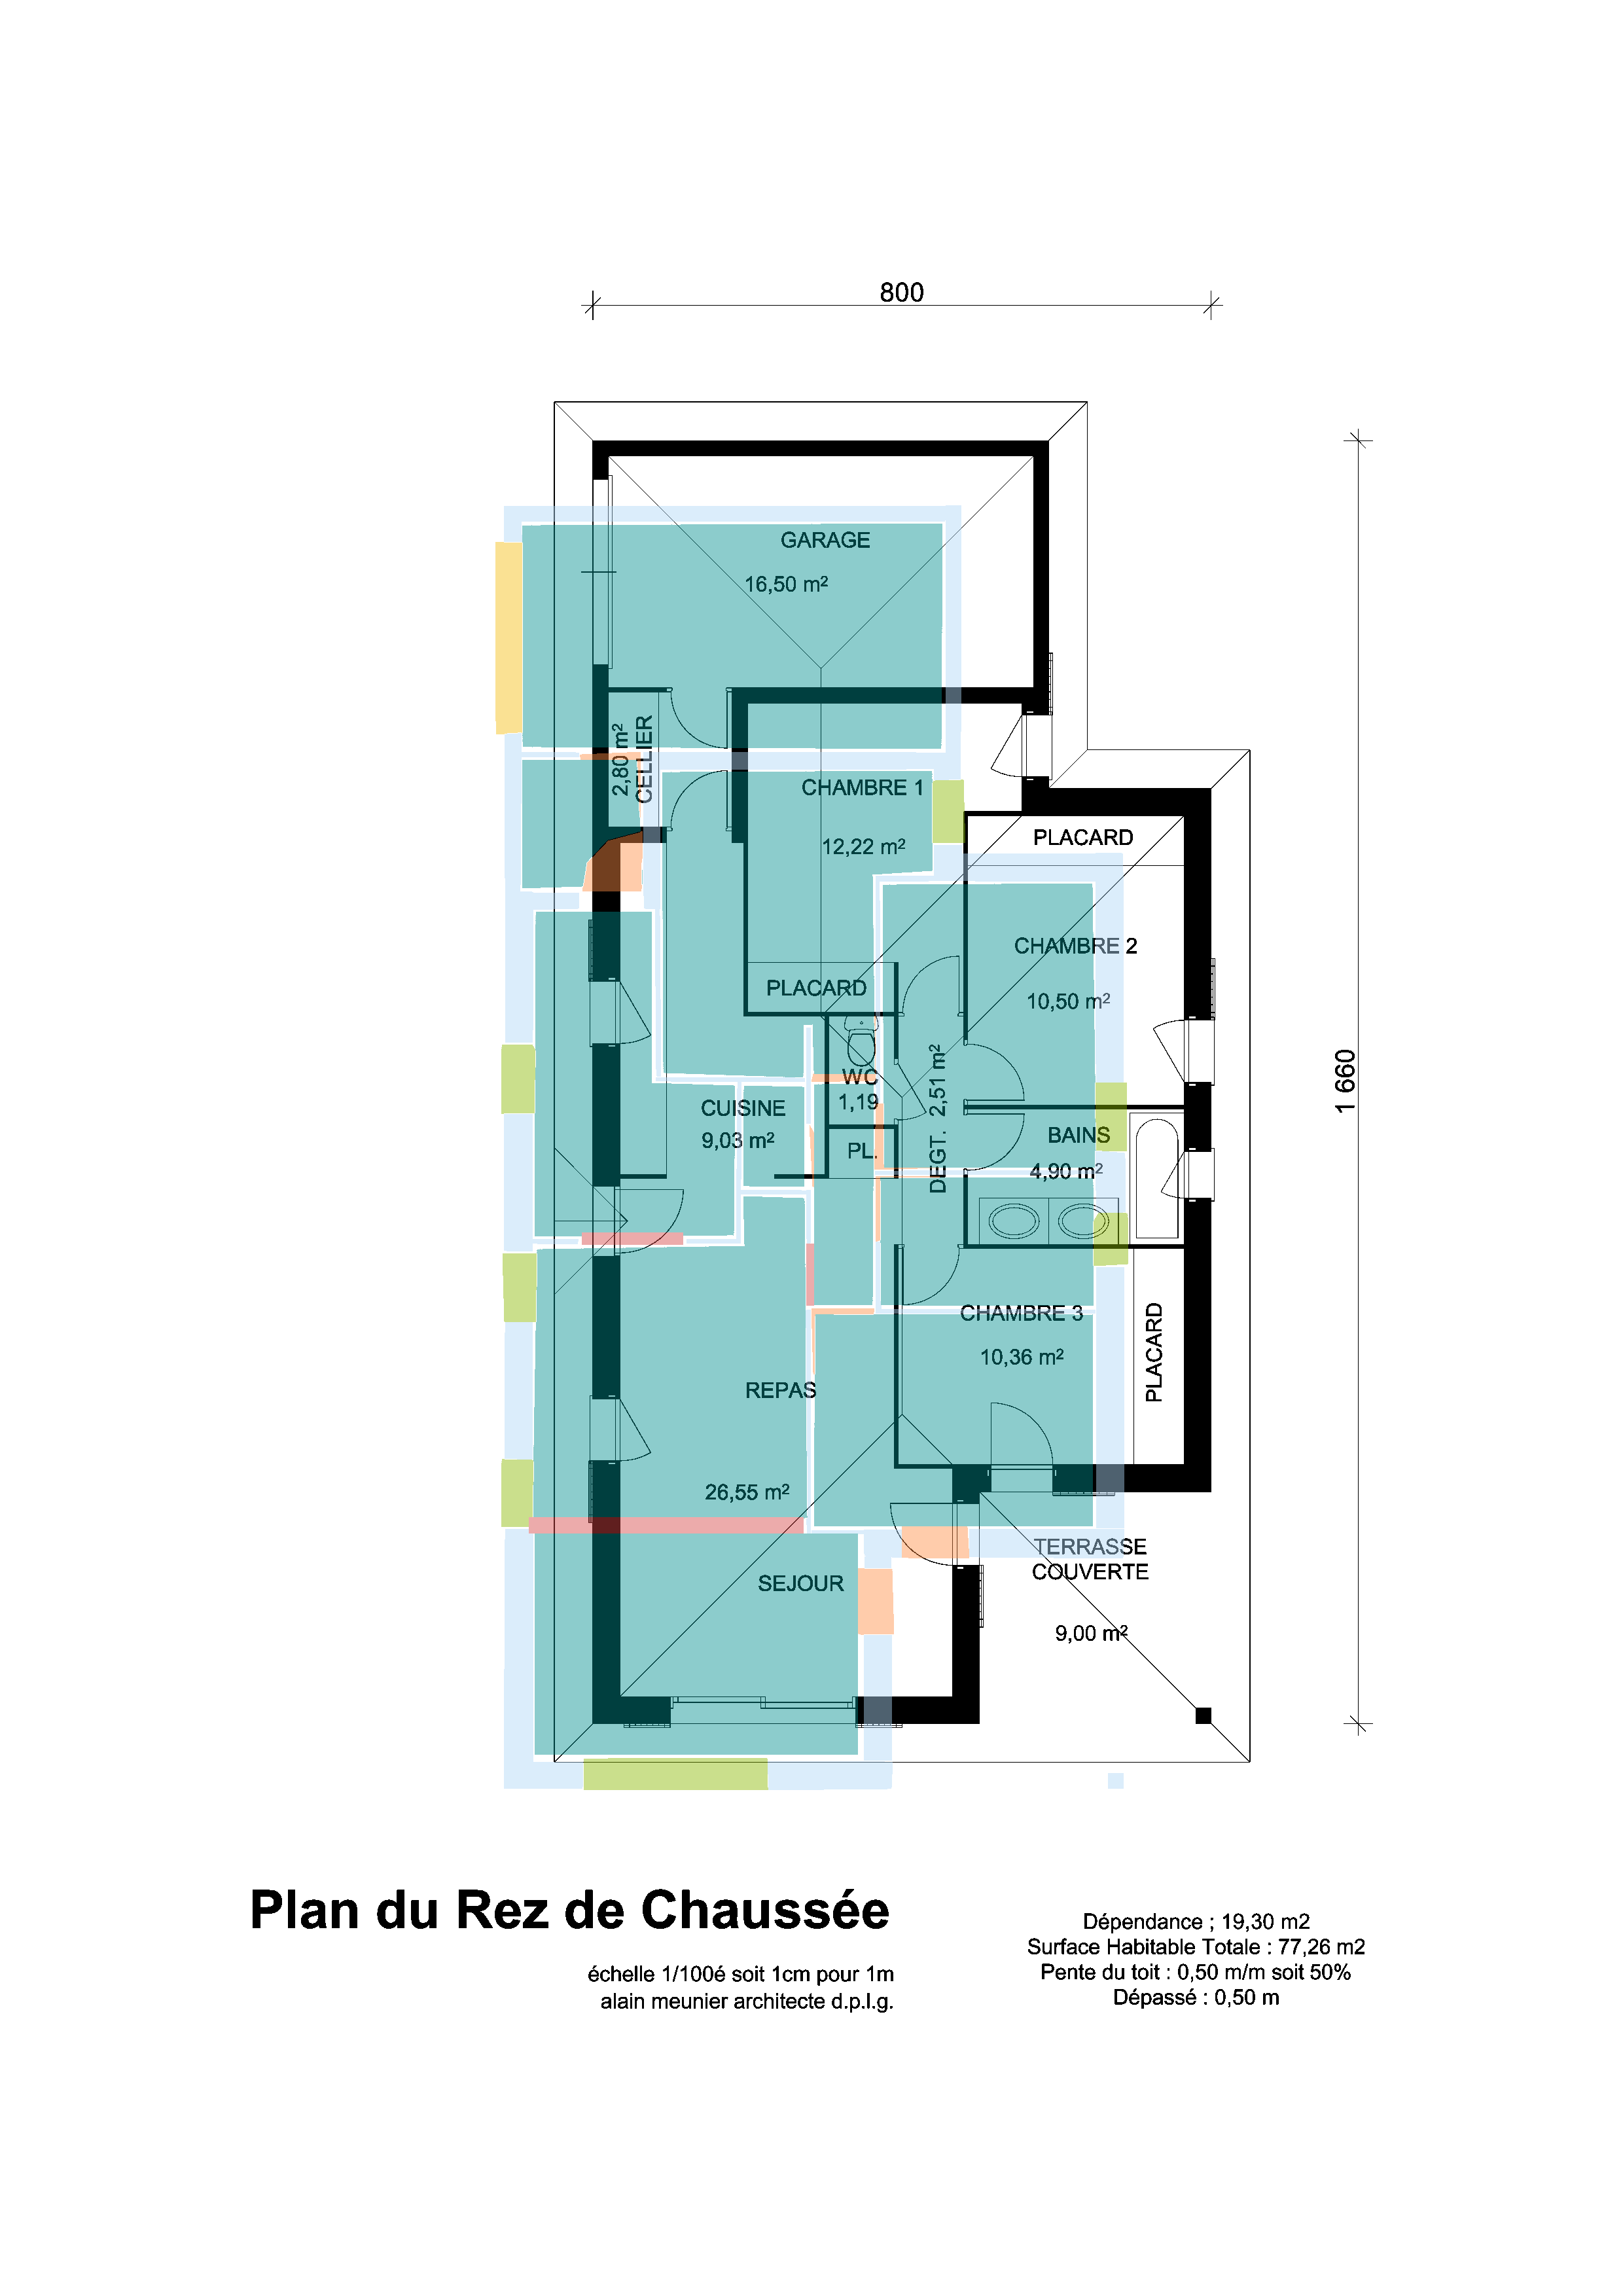 800
GARAGE
16,50 m²
2,80 m²
CELLIER
CHAMBRE 1
12,22 m²
PLACARD
CHAMBRE 2
10,50 m²
PLACARD
1 660
WC
1,19
DEGT. 2,51 m²
CUISINE
9,03 m²
PL.
BAINS
4,90 m²
CHAMBRE 3
10,36 m²
PLACARD
REPAS
26,55 m²
SEJOUR
TERRASSE
COUVERTE
9,00 m²
Plan du Rez de Chaussée
échelle 1/100é soit 1cm pour 1m
alain meunier architecte d.p.l.g.
Dépendance ; 19,30 m2
Surface Habitable Totale : 77,26 m2
Pente du toit : 0,50 m/m soit 50%
Dépassé : 0,50 m